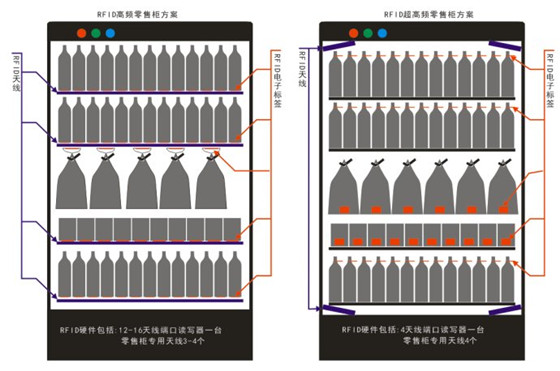 RFID高频零售柜方案
RFID天线
RFID电子标签
RFID硬件包括:12-16天线端口读写器一台
零售柜专用天线3-4个
RFID超高频零售柜方案
RFID天线
RFID电子标签
RFID硬件包括:4天线端口读写器一台
零售柜专用天线4个